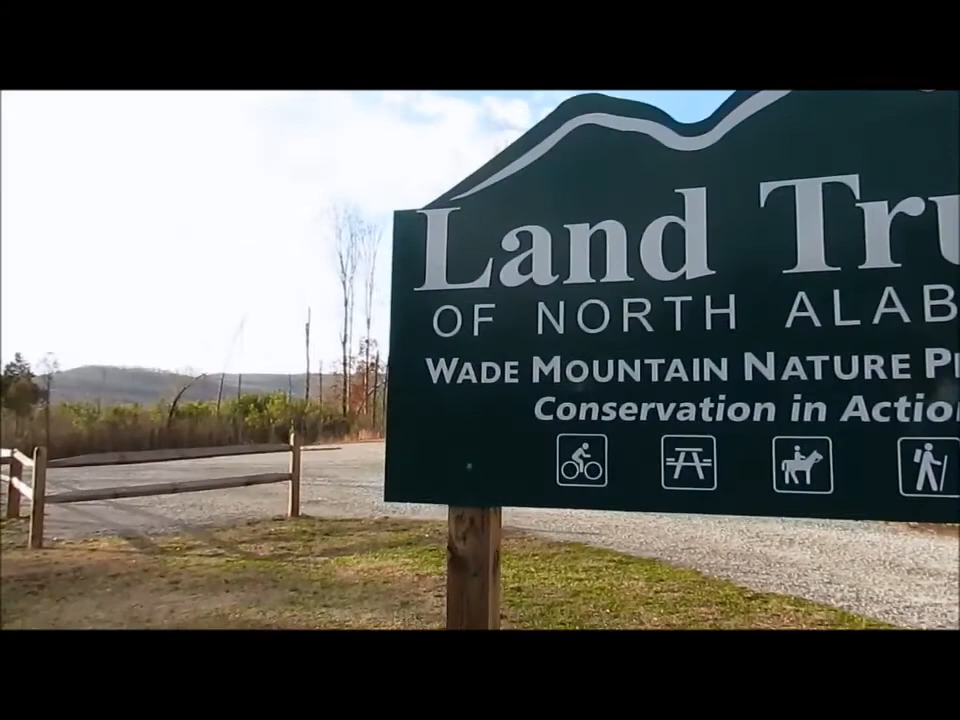 Land Tru
OF NORTH ALAB
WADE MOUNTAIN NATURE P
Conservation in Actio